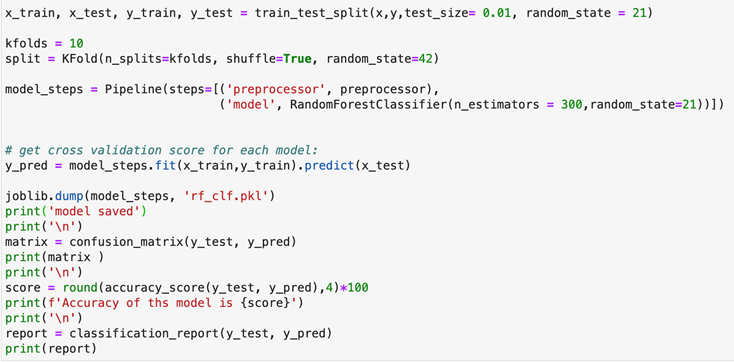 x_train, x_test, y_train, y_test = train_test_split(x,y,test_size= 0.01, random_state = 21)
kfolds = 10
split = KFold(n_splits=kfolds, shuffle=True, random_state=42)
model_steps = Pipeline(steps=[('preprocessor', preprocessor),
('model', RandomForestClassifier(n_estimators = 300,random_state=21))])
# get cross validation score for each model:
y_pred = model_steps.fit(x_train,y_train).predict(x_test)
joblib.dump(model_steps, 'rf_clf.pkl')
print('model saved')
print('\n')
matrix = confusion_matrix(y_test, y_pred)
print(matrix )
print('\n')
score = round(accuracy_score(y_test, y_pred),4)*100
print(f'Accuracy of ths model is {score}')
print('\n')
report = classification_report(y_test, y_pred)
print(report)